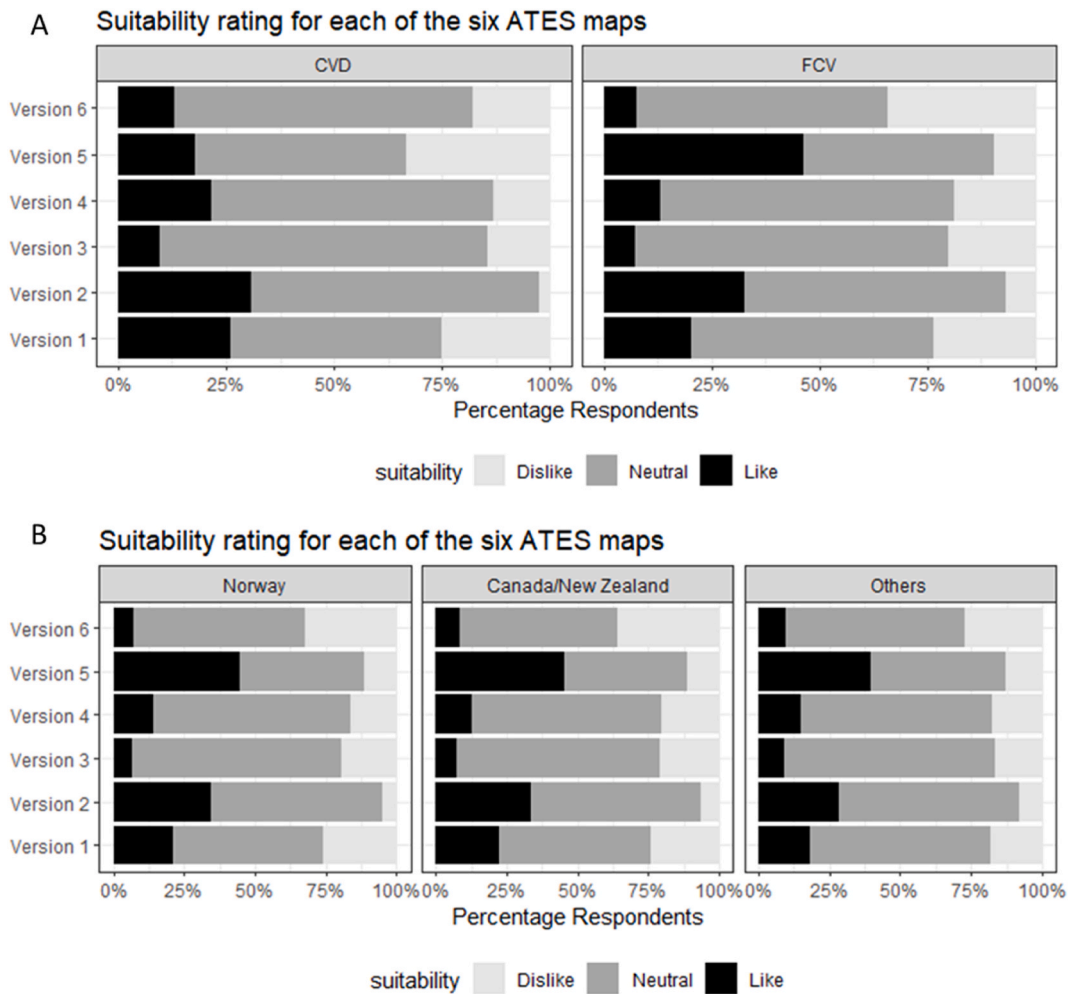 A
Suitability rating for each of the six ATES maps
CVD FCV
Version 6
Version 5
Version 4
Version 3
Version 2
Version 1
0% 25% 50% 75% 100% 0% 25% 50% 75% 100%
Percentage Respondents
suitability Dislike Neutral Like
B
Suitability rating for each of the six ATES maps
Norway Canada/New Zealand Others
Version 6
Version 5
Version 4
Version 3
Version 2
Version 1
0% 25% 50% 75% 100% 0% 25% 50% 75% 100% 0% 25% 50% 75% 100%
Percentage Respondents
suitability Dislike Neutral Like